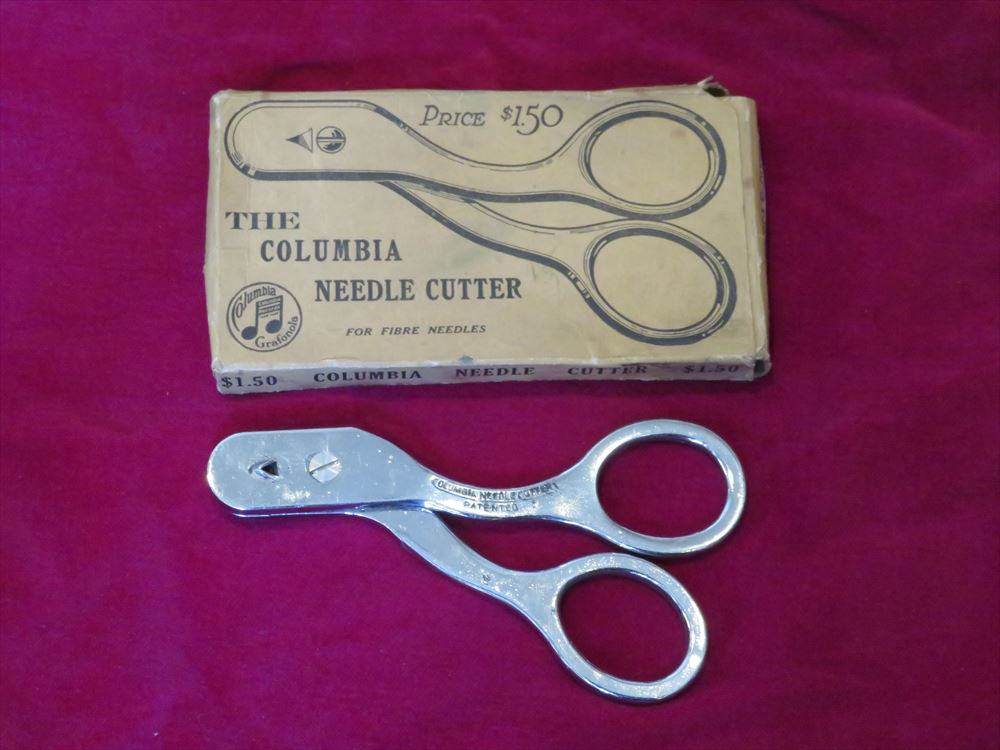 PRICE $1.50
THE
COLUMBIA
NEEDLE CUTTER
FOR FIBRE NEEDLES
Columbia
Grafonola
$1.50 COLUMBIA NEEDLE CUTTER $1.50
COLUMBIA NEEDLE CUTTER
PATENTED